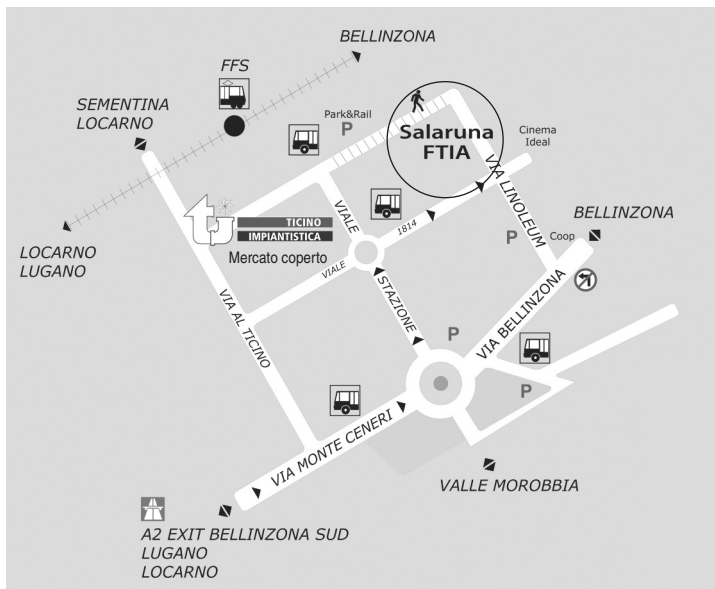 BELLINZONA
FFS
SEMENTINA
LOCARNO
Park&Rail
P
Salaruna
FTIA
Cinema
Ideal
VIA LINOLEUM
BELLINZONA
TICINO
IMPIANTISTICA
Mercato coperto
VIALE
1814
P
Coop
LOCARNO
LUGANO
VIALE
STAZIONE
VIA AL TICINO
VIA BELLINZONA
P
P
VIA MONTE CENERI
VALLE MOROBBIA
A2 EXIT BELLINZONA SUD
LUGANO
LOCARNO